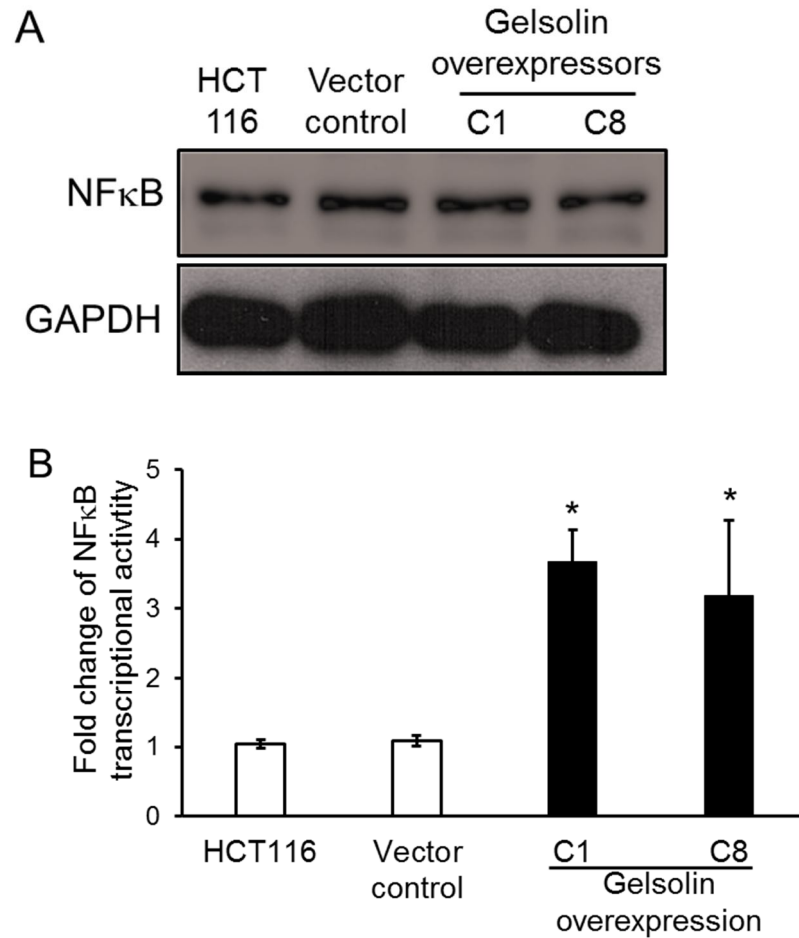 A
Gelsolin
overexpressors
HCT
116
Vector
control
C1
C8
NFκB
GAPDH
B
Fold change of NFκB
transcriptional activtity
5
4
3
2
1
0
*
*
HCT116
Vector
control
C1
C8
Gelsolin
overexpression